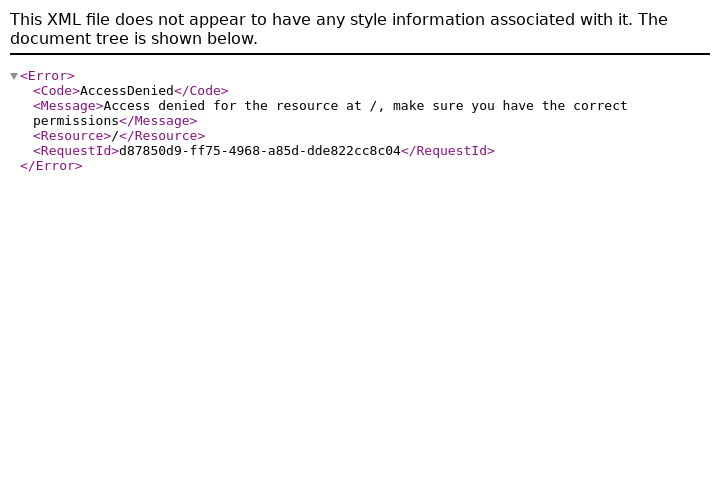 This XML file does not appear to have any style information associated with it. The
document tree is shown below.
<Error>
<Code>AccessDenied</Code>
<Message>Access denied for the resource at /, make sure you have the correct
permissions</Message>
<Resource>/</Resource>
<RequestId>d87850d9-ff75-4968-a85d-dde822cc8c04</RequestId>
</Error>